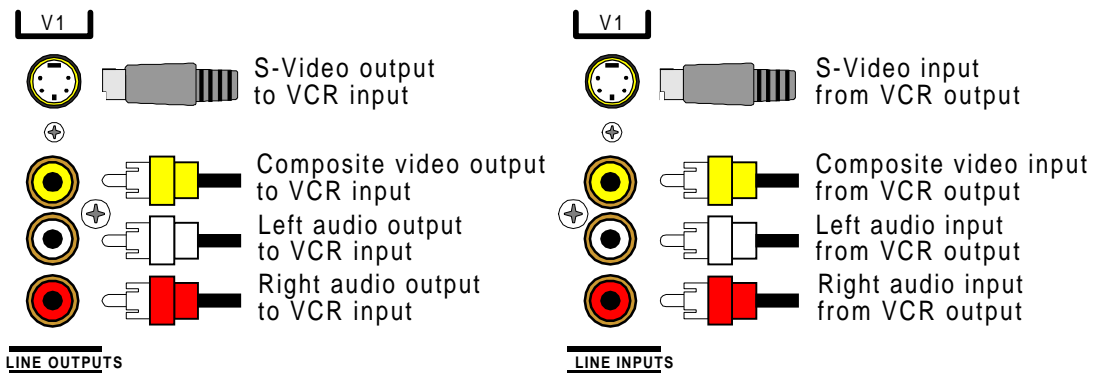 V1
S-Video output
to VCR input
Composite video output
to VCR input
Left audio output
to VCR input
Right audio output
to VCR input
LINE OUTPUTS
V1
S-Video input
from VCR output
Composite video input
from VCR output
Left audio input
from VCR output
Right audio input
from VCR output
LINE INPUTS